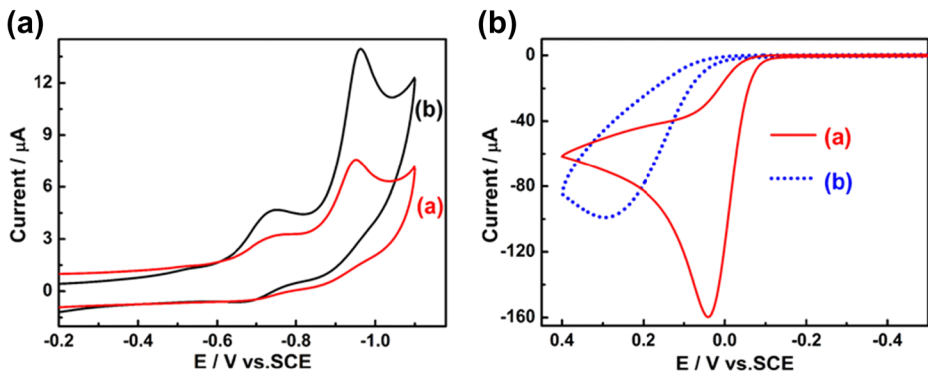 (a)
12
9
6
3
0
-0.2
-0.4
-0.6
-0.8
-1.0
Current / μA
E / V vs.SCE
(b)
(a)
(b)
0
-40
-80
-120
-160
0.4
0.2
0.0
-0.2
-0.4
Current / μA
E / V vs.SCE
(a)
(b)